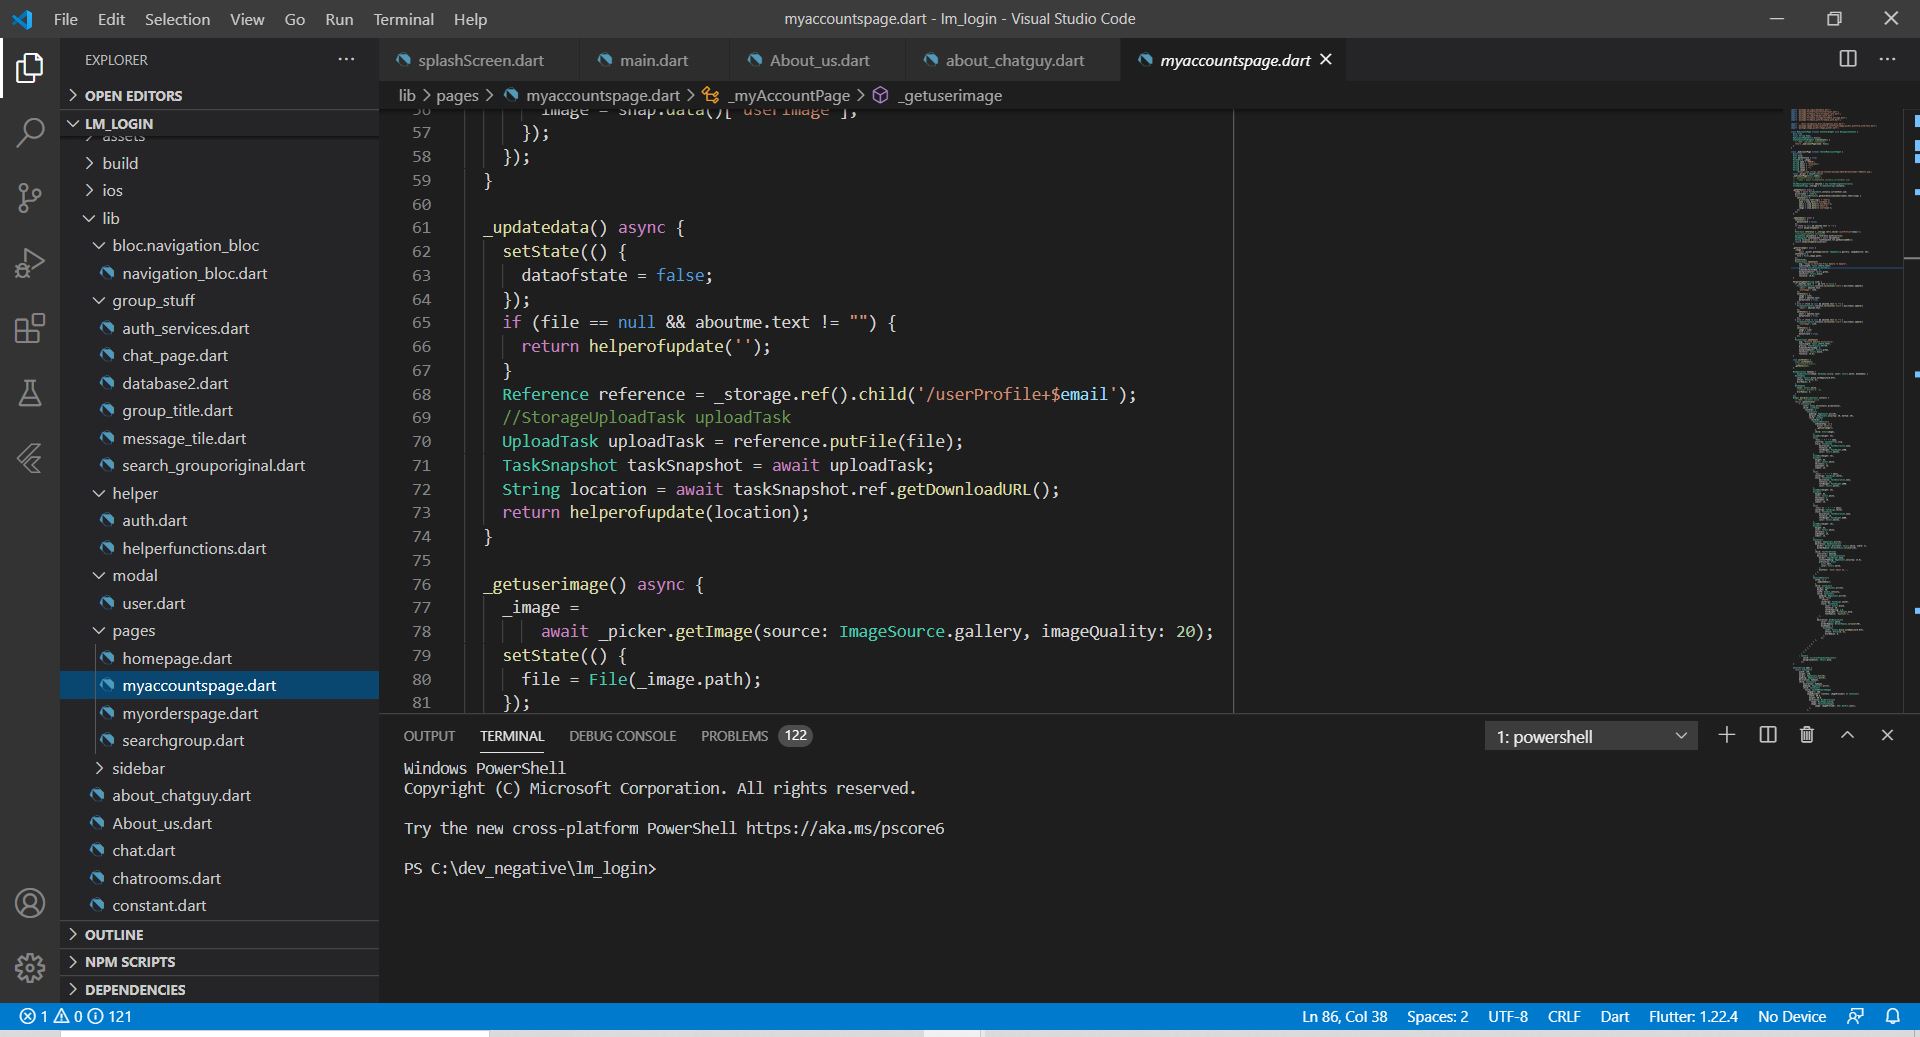 File Edit Selection View Go Run Terminal Help
myaccountspage.dart - lm_login - Visual Studio Code
EXPLORER
OPEN EDITORS
LM_LOGIN
assets
build
ios
lib
bloc.navigation_bloc
navigation_bloc.dart
group_stuff
auth_services.dart
chat_page.dart
database2.dart
group_title.dart
message_tile.dart
search_grouporiginal.dart
helper
auth.dart
helperfunctions.dart
modal
user.dart
pages
homepage.dart
myaccountspage.dart
myorderspage.dart
searchgroup.dart
sidebar
about_chatguy.dart
About_us.dart
chat.dart
chatrooms.dart
constant.dart
OUTLINE
NPM SCRIPTS
DEPENDENCIES
splashScreen.dart main.dart About_us.dart about_chatguy.dart myaccountspage.dart
lib > pages > myaccountspage.dart > _myAccountPage > _getuserimage
56 image = snap.data()["userimage"];
57 });
58 });
59 }
60
61 _updatedata() async {
62 setState(() {
63 dataofstate = false;
64 });
65 if (file == null && aboutme.text != "") {
66 return helperofupdate('');
67 }
68 Reference reference = _storage.ref().child('/userProfile+$email');
69 //StorageUploadTask uploadTask
70 UploadTask uploadTask = reference.putFile(file);
71 TaskSnapshot taskSnapshot = await uploadTask;
72 String location = await taskSnapshot.ref.getDownloadURL();
73 return helperofupdate(location);
74 }
75
76 _getuserimage() async {
77 _image =
78 await _picker.getImage(source: ImageSource.gallery, imageQuality: 20);
79 setState(() {
80 file = File(_image.path);
81 });
OUTPUT TERMINAL DEBUG CONSOLE PROBLEMS 122
1: powershell
Windows PowerShell
Copyright (C) Microsoft Corporation. All rights reserved.
Try the new cross-platform PowerShell https://aka.ms/pscore6
PS C:\dev_negative\lm_login>
1 0 121
Ln 86, Col 38 Spaces: 2 UTF-8 CRLF Dart Flutter: 1.22.4 No Device